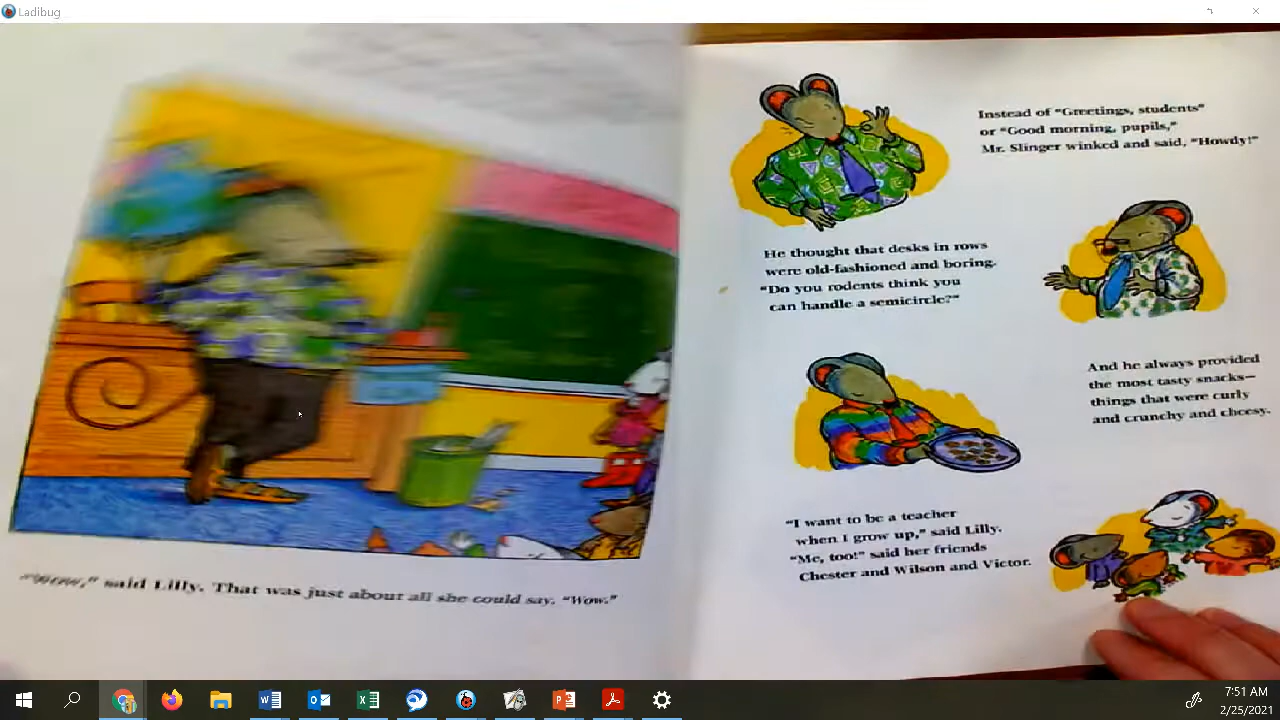 Ladibug
"Wow," said Lilly. That was just about all she could say. "Wow."
Instead of "Greetings, students"
or "Good morning, pupils,"
Mr. Slinger winked and said, "Howdy!"
He thought that desks in rows
were old-fashioned and boring.
"Do you rodents think you
can handle a semicircle?"
And he always provided
the most tasty snacks—
things that were curly
and crunchy and cheesy.
"I want to be a teacher
when I grow up," said Lilly.
"Me, too!" said her friends
Chester and Wilson and Victor.
7:51 AM
2/25/2021